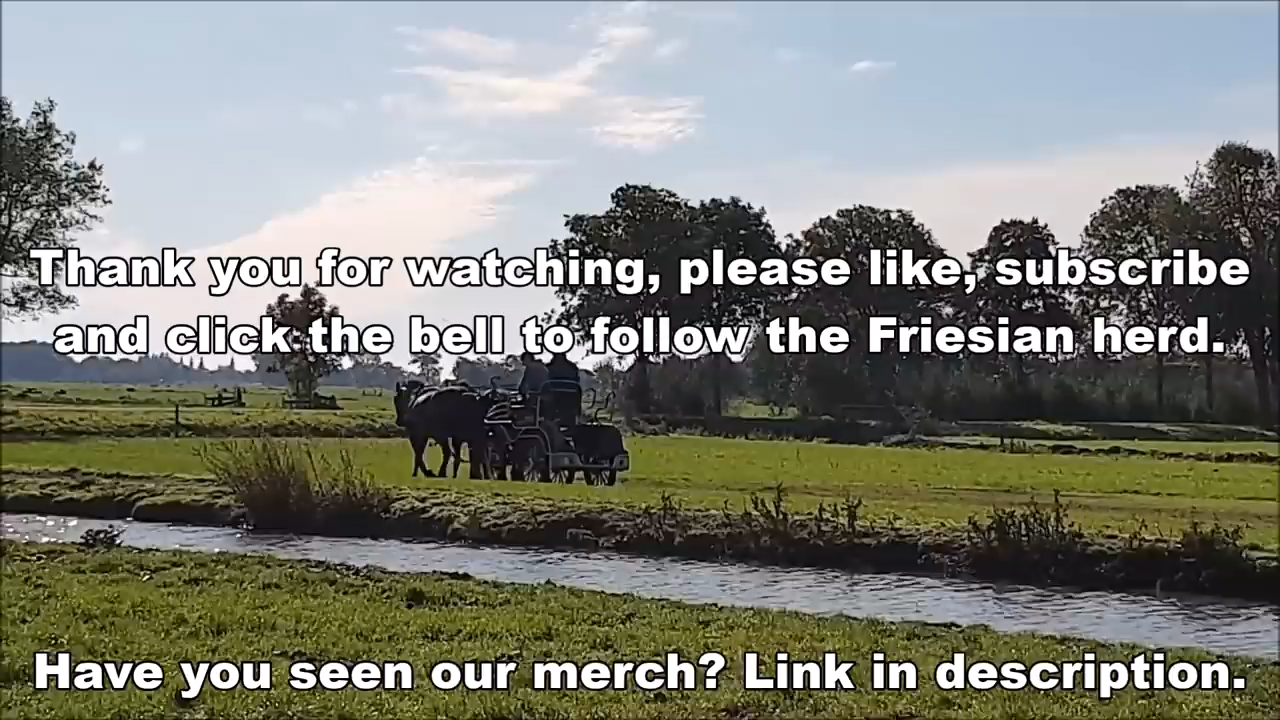 Thank you for watching, please like, subscribe
and click the bell to follow the Friesian herd.
Have you seen our merch? Link in description.